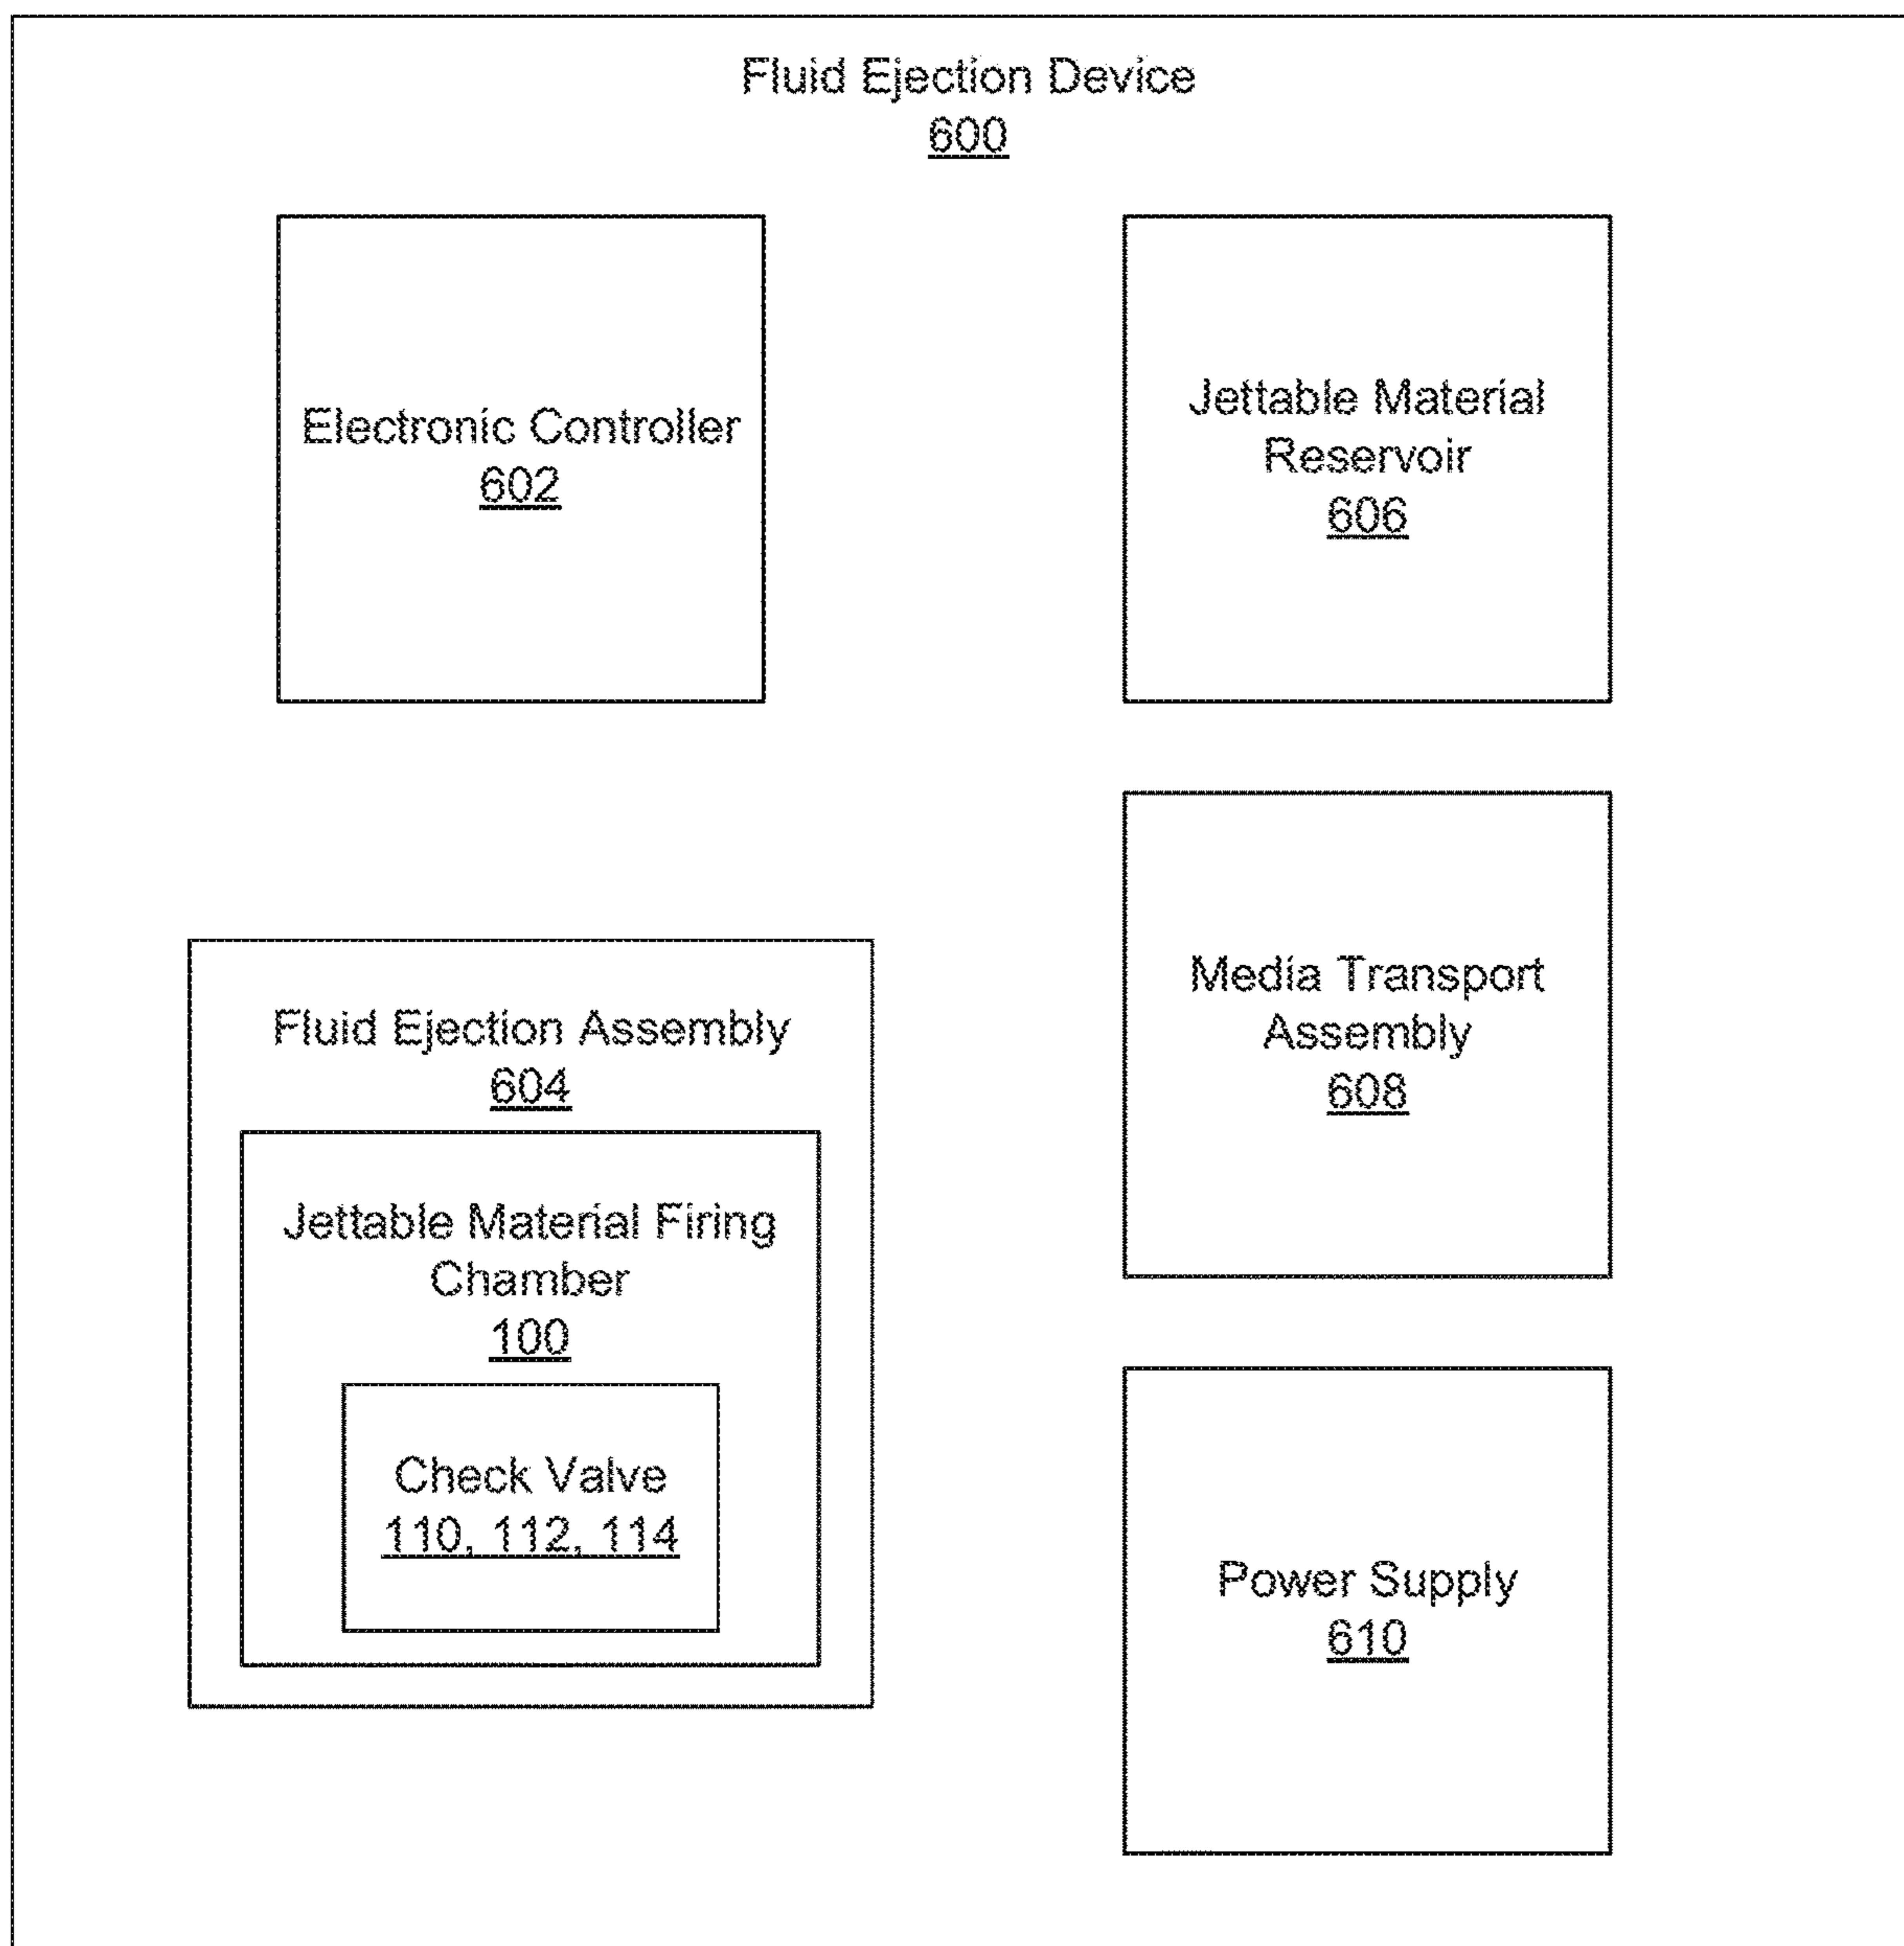 Fluid Ejection Device
600
Electronic Controller
602
Jettable Material
Reservoir
606
Fluid Ejection Assembly
604
Jettable Material Firing
Chamber
100
Check Valve
110, 112, 114
Media Transport
Assembly
608
Power Supply
610